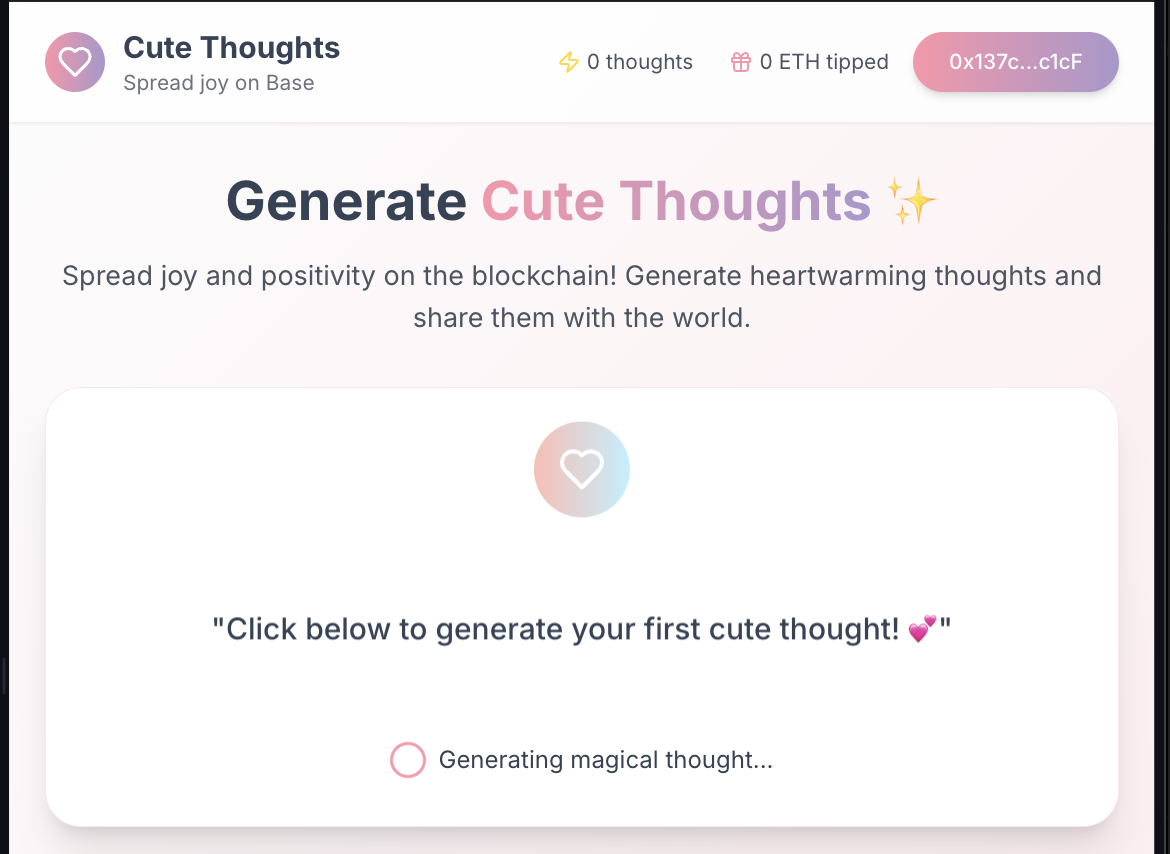 Cute Thoughts
Spread joy on Base
0 thoughts
0 ETH tipped
0x137c...c1cF
Generate Cute Thoughts ✨
Spread joy and positivity on the blockchain! Generate heartwarming thoughts and
share them with the world.
"Click below to generate your first cute thought! 💕"
Generating magical thought...